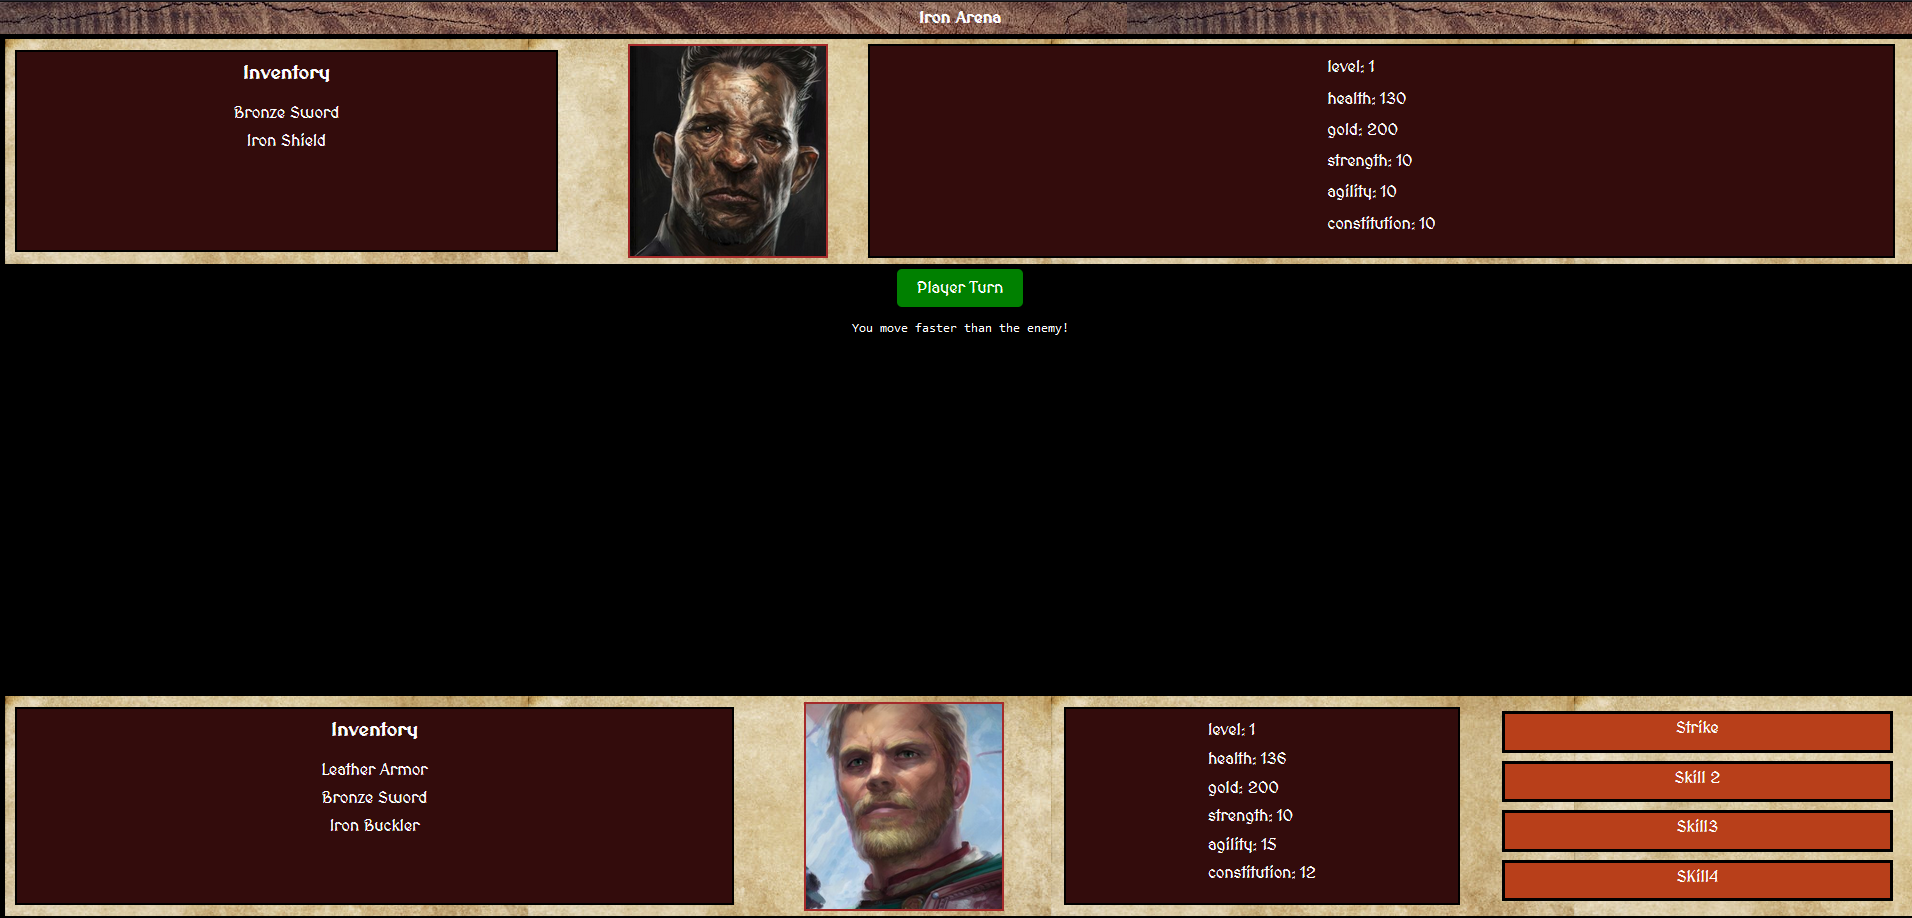 Iron Arena
Inventory
Bronze Sword
Iron Shield
level: 1
health: 130
gold: 200
strength: 10
agility: 10
constitution: 10
Player Turn
You move faster than the enemy!
Inventory
Leather Armor
Bronze Sword
Iron Buckler
level: 1
health: 136
gold: 200
strength: 10
agility: 15
constitution: 12
Strike
Skill 2
Skill3
SKill4